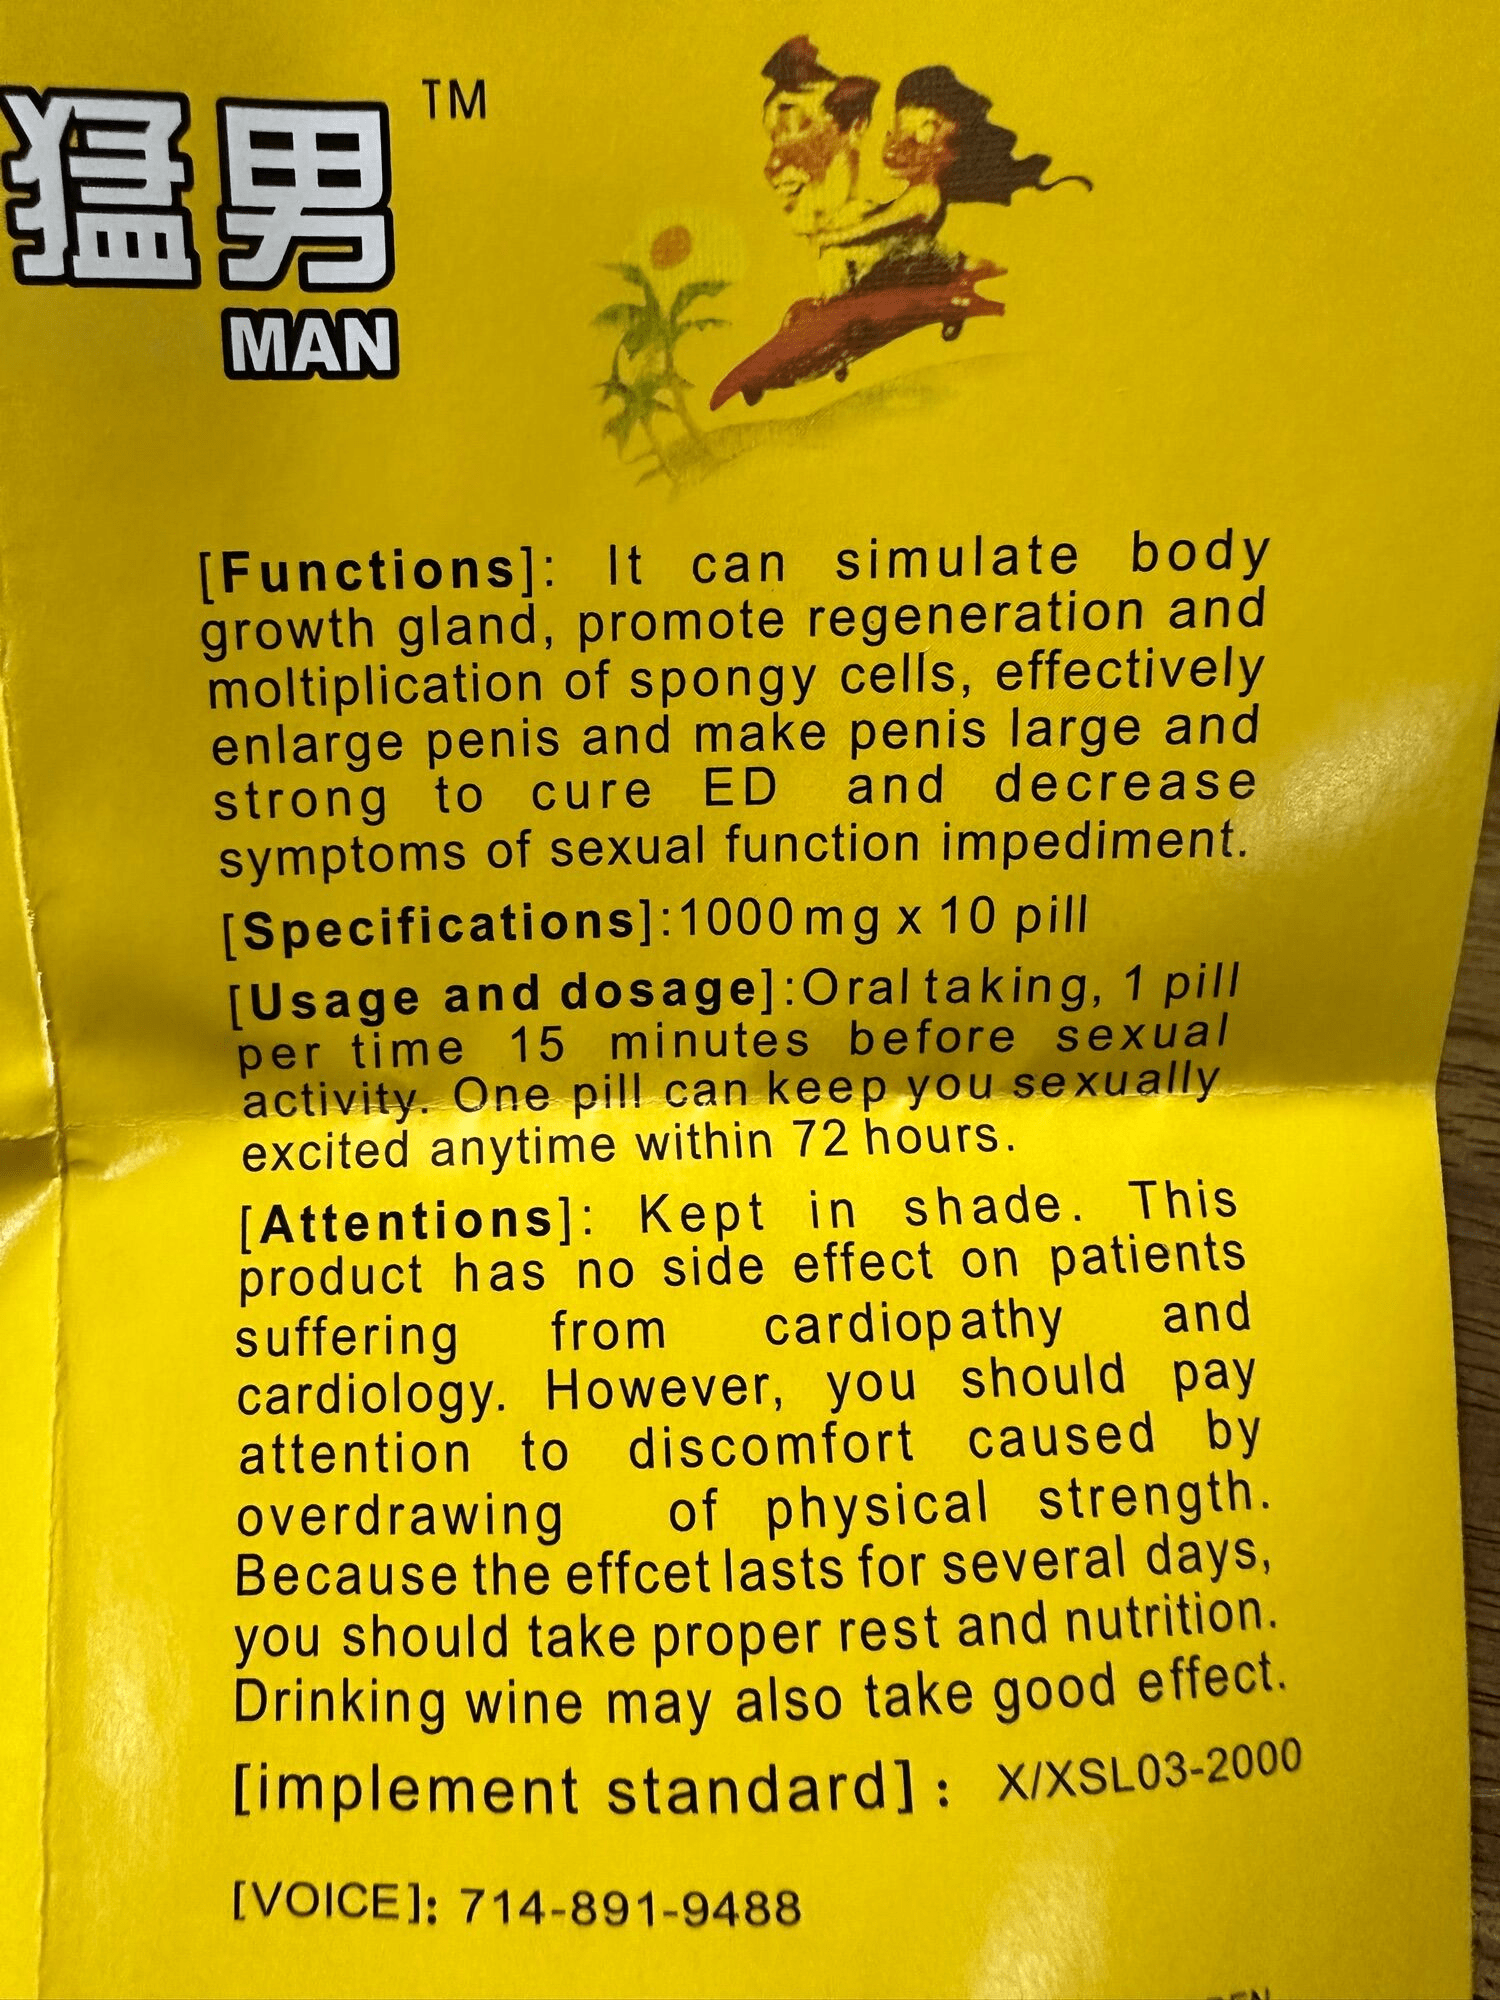 猛男
TM
MAN
[Functions]: It can simulate body
growth gland, promote regeneration and
moltiplication of spongy cells, effectively
enlarge penis and make penis large and
strong to cure ED and decrease
symptoms of sexual function impediment.
[Specifications]:1000mg x 10 pill
[Usage and dosage]:Oral taking, 1 pill
per time 15 minutes before sexual
activity. One pill can keep you sexually
excited anytime within 72 hours.
[Attentions]: Kept in shade. This
product has no side effect on patients
suffering from cardiopathy and
cardiology. However, you should pay
attention to discomfort caused by
overdrawing of physical strength.
Because the effcet lasts for several days,
you should take proper rest and nutrition.
Drinking wine may also take good effect.
[implement standard]: X/XSL03-2000
[VOICE]: 714-891-9488